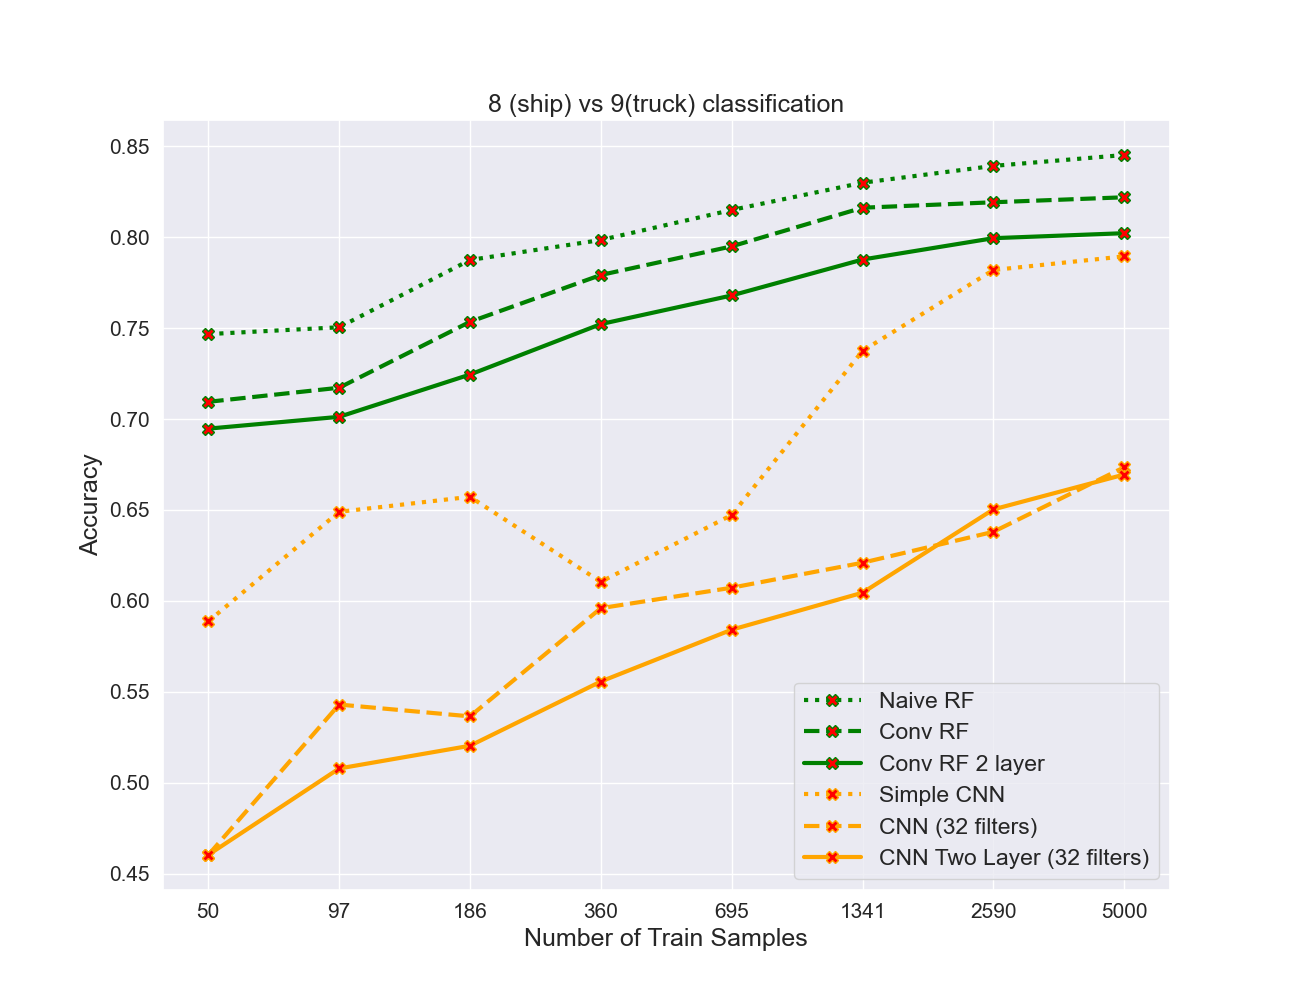 8 (ship) vs 9(truck) classification
0.85
0.80
0.75
0.70
0.65
0.60
0.55
0.50
0.45
Accuracy
Naive RF
Conv RF
Conv RF 2 layer
Simple CNN
CNN (32 filters)
CNN Two Layer (32 filters)
50 97 186 360 695 1341 2590 5000
Number of Train Samples